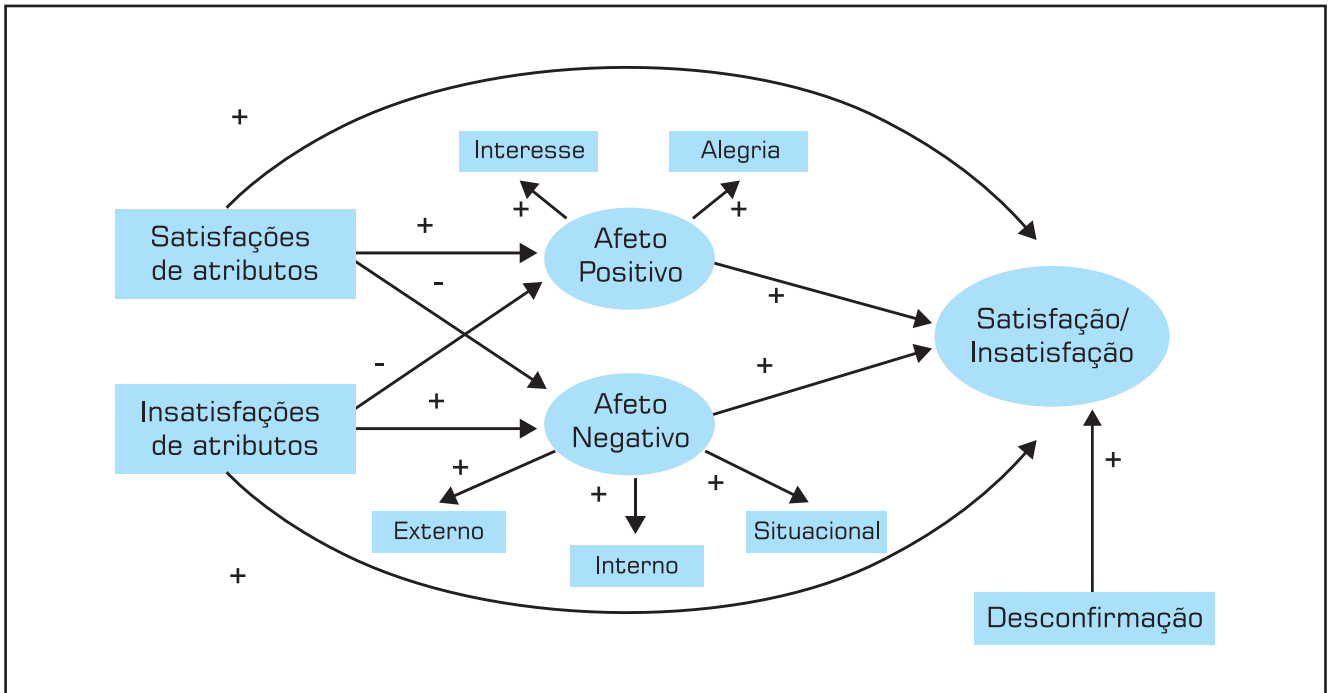 +
Interesse
Alegria
+
+
Satisfações
de atributos
+
Afeto
Positivo
-
+
Satisfação/
Insatisfação
-
+
Insatisfações
de atributos
+
Afeto
Negativo
+
+
+
+
Externo
Situacional
Interno
+
Desconfirmação